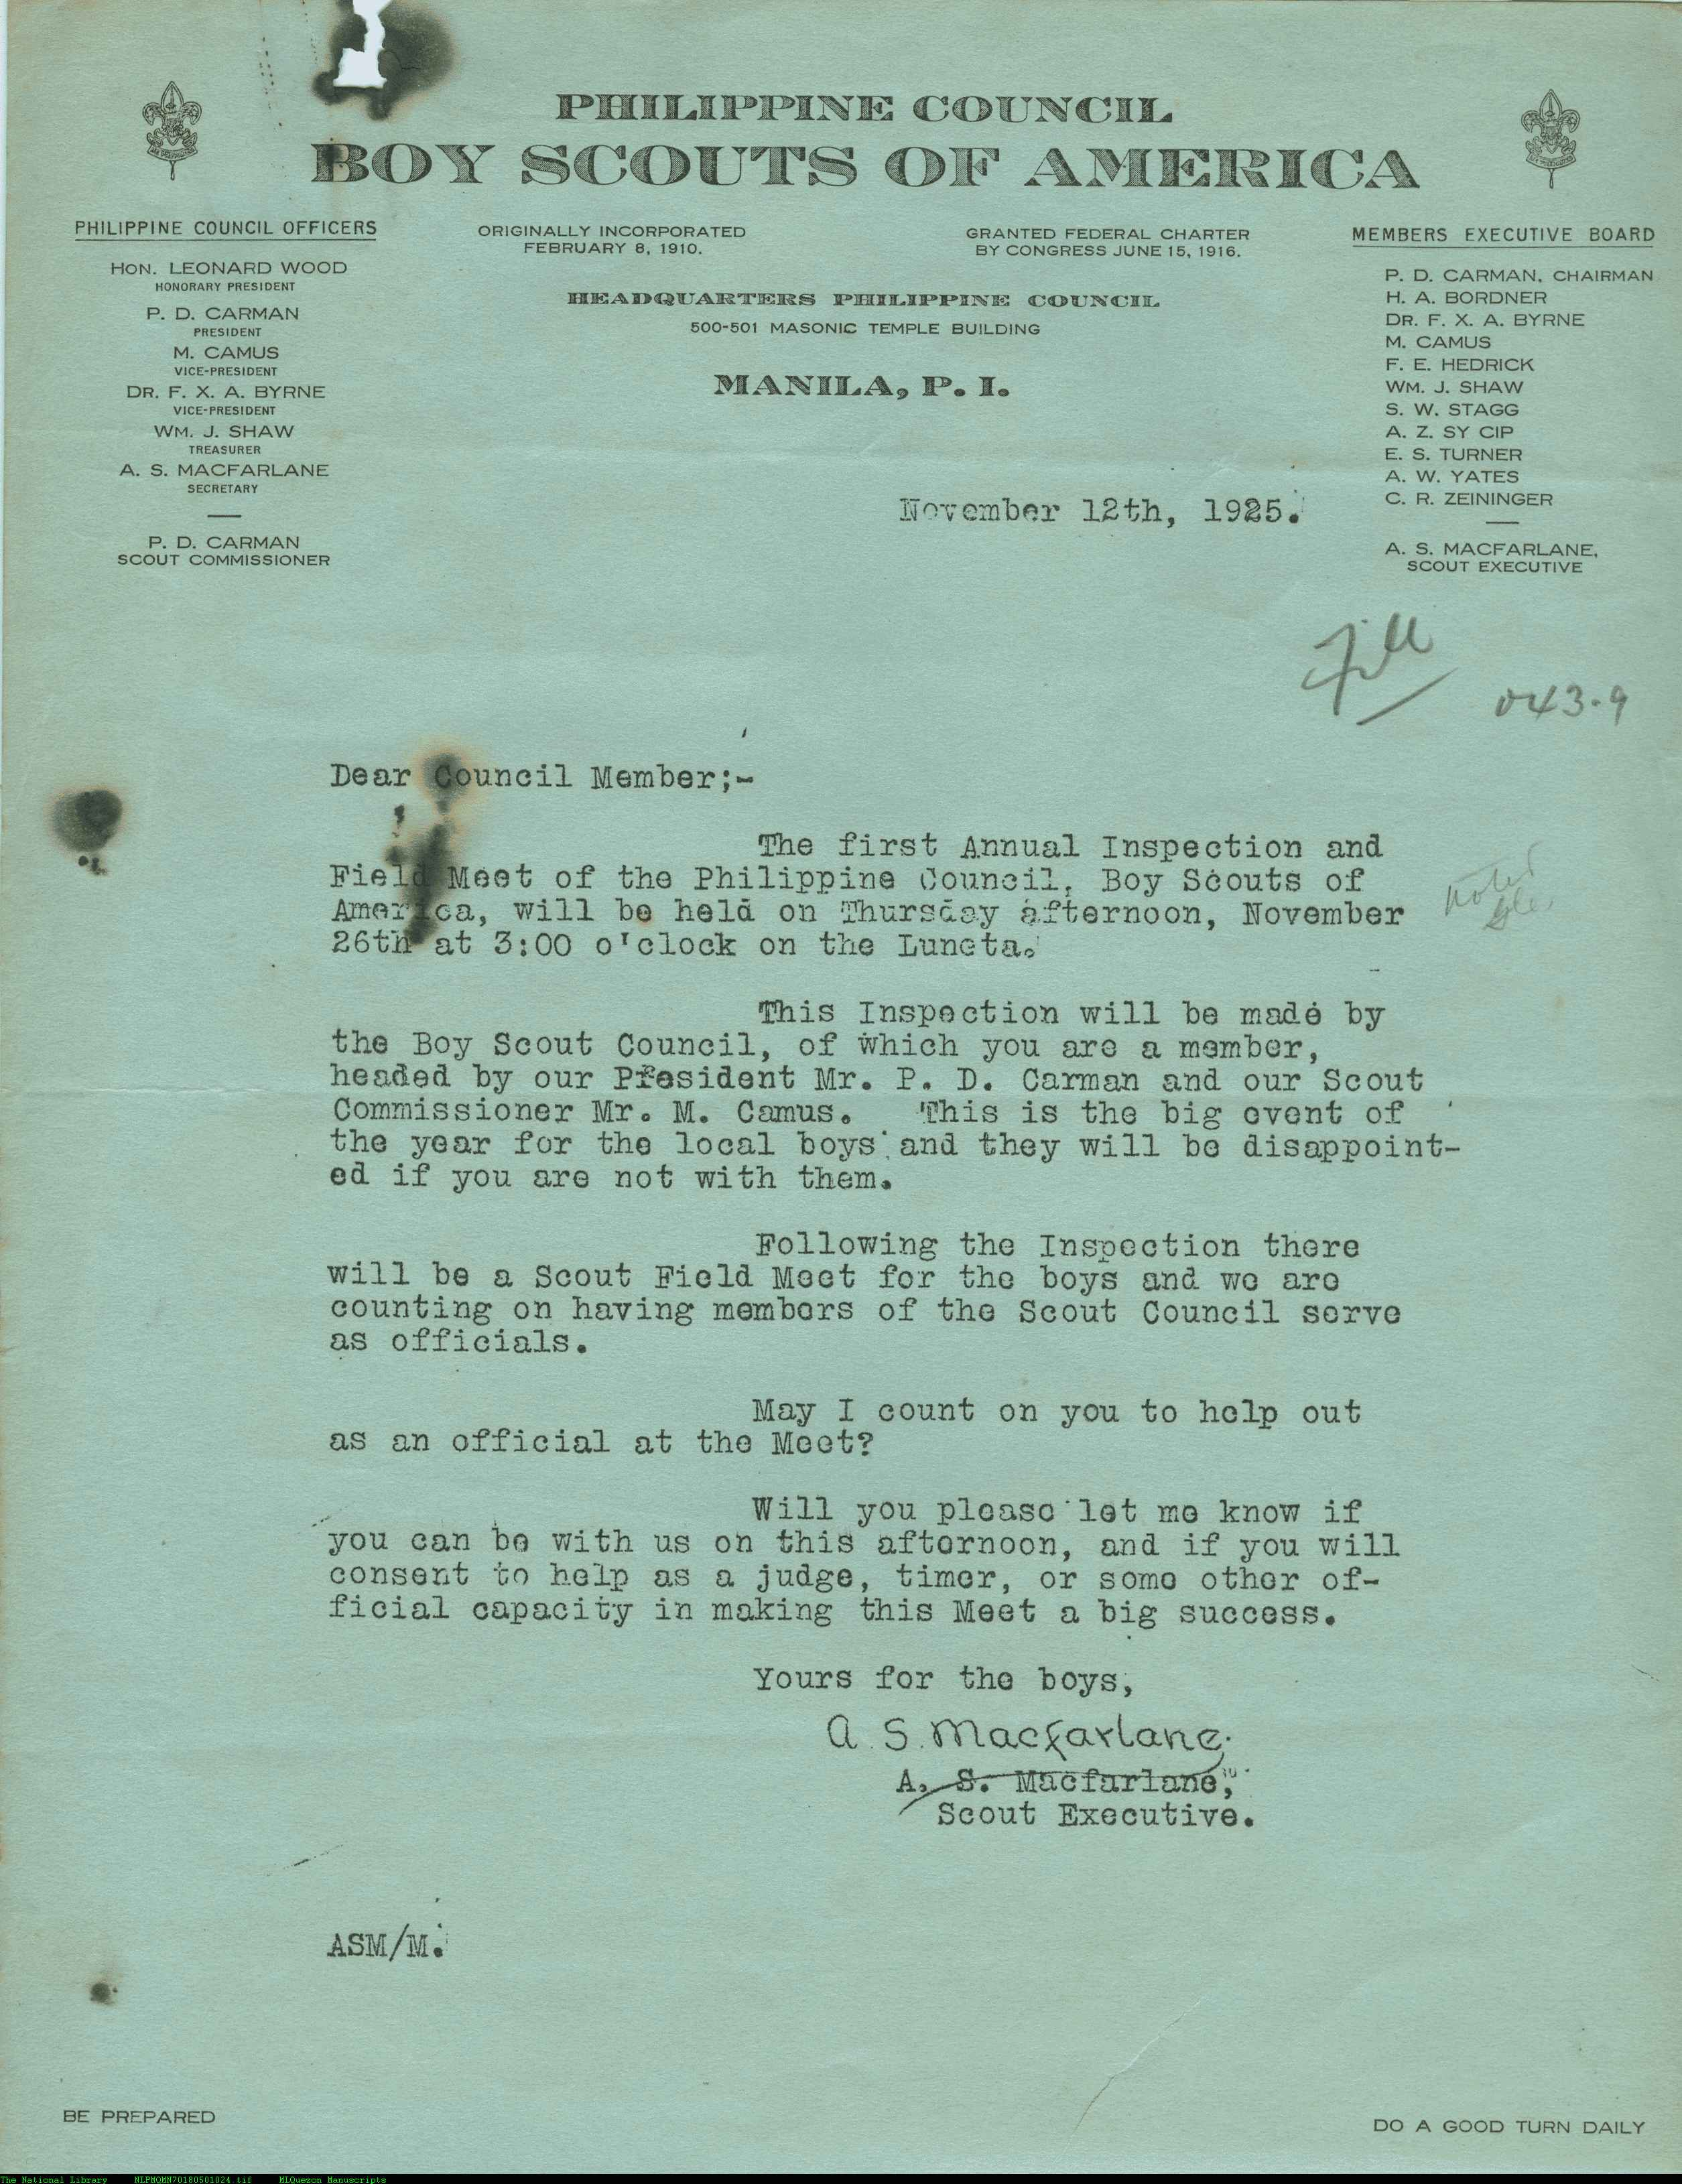 PHILIPPINE COUNCIL
BOY SCOUTS OF AMERICA
PHILIPPINE COUNCIL OFFICERS
HON. LEONARD WOOD
HONORARY PRESIDENT
P. D. CARMAN
PRESIDENT
M. CAMUS
VICE-PRESIDENT
DR. F. X. A. BYRNE
VICE-PRESIDENT
WM. J. SHAW
TREASURER
A. S. MACFARLANE
SECRETARY
P. D. CARMAN
SCOUT COMMISSIONER
ORIGINALLY INCORPORATED
FEBRUARY 8, 1910.
GRANTED FEDERAL CHARTER
BY CONGRESS JUNE 15, 1916.
HEADQUARTERS PHILIPPINE COUNCIL
500-501 MASONIC TEMPLE BUILDING
MANILA, P. I.
MEMBERS EXECUTIVE BOARD
P. D. CARMAN, CHAIRMAN
H. A. BORDNER
DR. F. X. A. BYRNE
M. CAMUS
F. E. HEDRICK
WM. J. SHAW
S. W. STAGG
A. Z. SY CIP
E. S. TURNER
A. W. YATES
C. R. ZEININGER
A. S. MACFARLANE,
SCOUT EXECUTIVE
November 12th, 1925.
043-9
Dear Council Member;-
The first Annual Inspection and
Field Meet of the Philippine Council, Boy Scouts of
America, will be held on Thursday afternoon, November
26th at 3:00 o'clock on the Luneta.
noted
This Inspection will be made by
the Boy Scout Council, of which you are a member,
headed by our President Mr. P. D. Carman and our Scout
Commissioner Mr. M. Camus. This is the big event of
the year for the local boys and they will be disappoint-
ed if you are not with them.
Following the Inspection there
will be a Scout Field Meet for the boys and we are
counting on having members of the Scout Council serve
as officials.
May I count on you to help out
as an official at the Meet?
Will you please let me know if
you can be with us on this afternoon, and if you will
consent to help as a judge, timer, or some other of-
ficial capacity in making this Meet a big success.
Yours for the boys,
A. S. Macfarlane.
A. S. Macfarlane,
Scout Executive.
ASM/M.
BE PREPARED
DO A GOOD TURN DAILY
The National Library NLPMQMN70180501024.tif MLQuezon Manuscripts